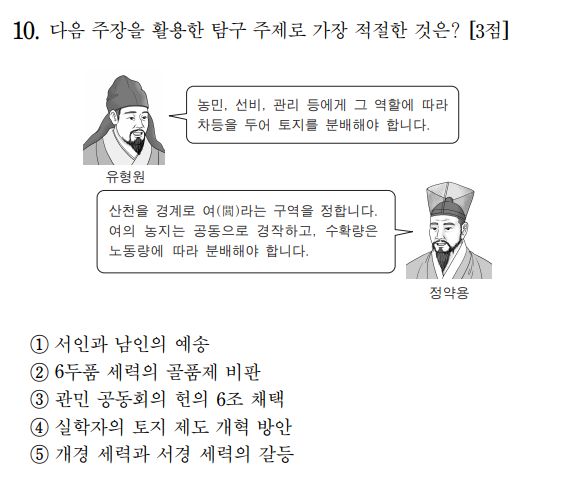 10. 다음 주장을 활용한 탐구 주제로 가장 적절한 것은? [3점]
농민, 선비, 관리 등에게 그 역할에 따라
차등을 두어 토지를 분배해야 합니다.
유형원
산천을 경계로 여(閭)라는 구역을 정합니다.
여의 농지는 공동으로 경작하고, 수확량은
노동량에 따라 분배해야 합니다.
정약용
① 서인과 남인의 예송
② 6두품 세력의 골품제 비판
③ 관민 공동회의 헌의 6조 채택
④ 실학자의 토지 제도 개혁 방안
⑤ 개경 세력과 서경 세력의 갈등